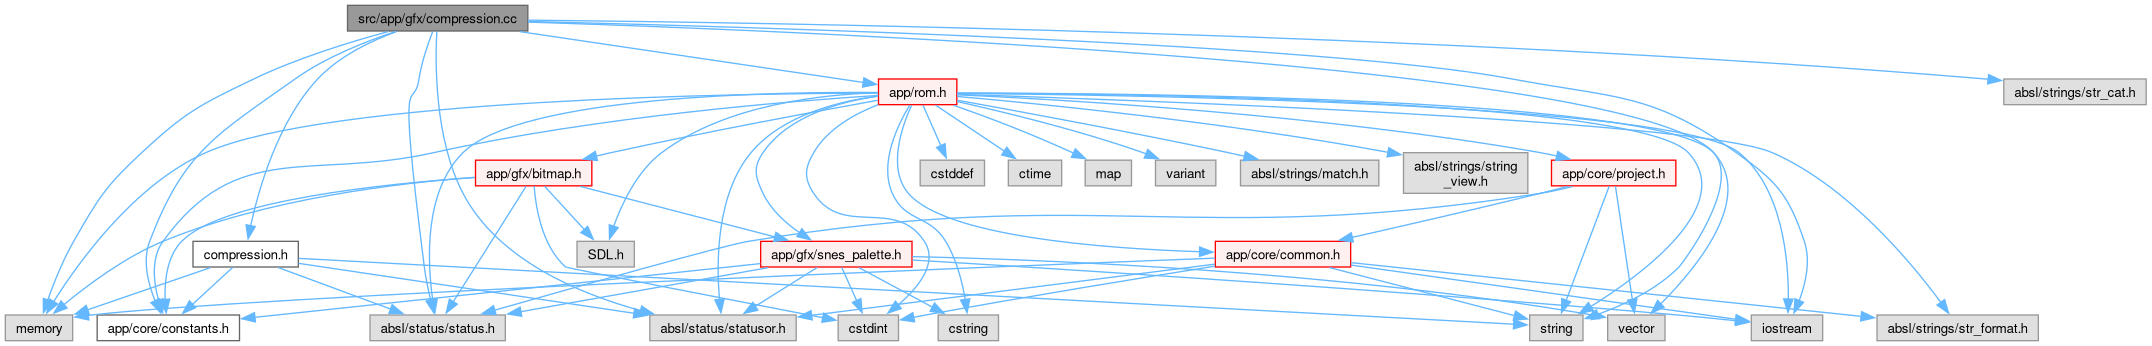 src/app/gfx/compression.cc
app/rom.h
absl/strings/str_cat.h
app/gfx/bitmap.h
cstddef
ctime
map
variant
absl/strings/match.h
absl/strings/string
_view.h
app/core/project.h
compression.h
SDL.h
app/gfx/snes_palette.h
app/core/common.h
memory
app/core/constants.h
absl/status/status.h
absl/status/statusor.h
cstdint
cstring
string
vector
iostream
absl/strings/str_format.h